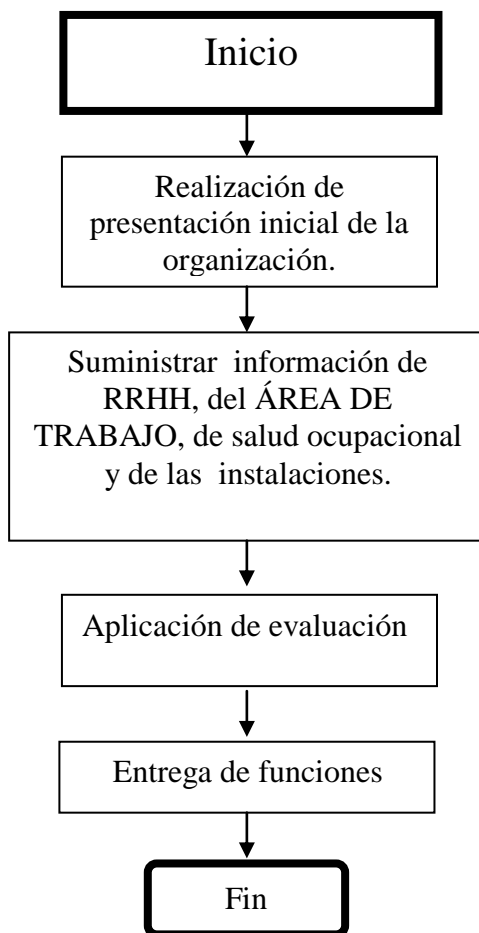 Inicio
Realización de
presentación inicial de la
organización.
Suministrar información de
RRHH, del ÁREA DE
TRABAJO, de salud ocupacional
y de las instalaciones.
Aplicación de evaluación
Entrega de funciones
Fin